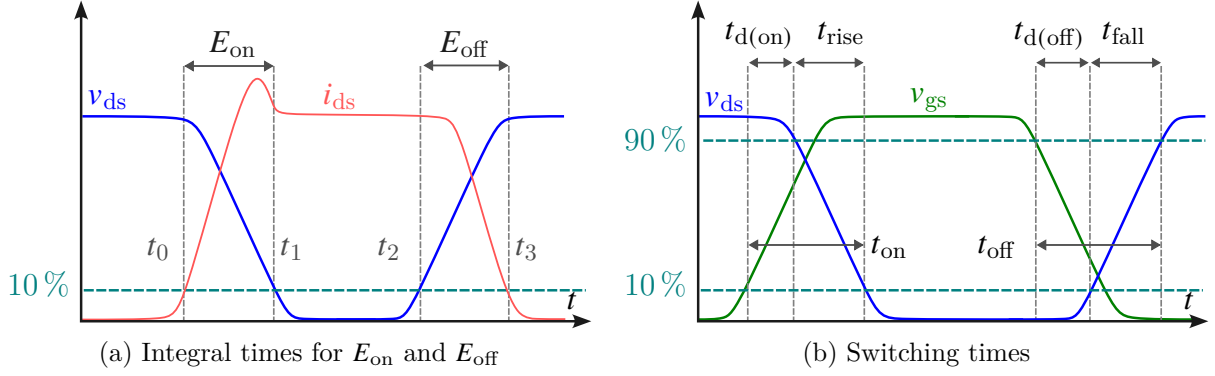 E_on
E_off
v_ds
i_ds
t_0
t_1
t_2
t_3
10 %
t
(a) Integral times for E_on and E_off
t_d(on)
t_rise
t_d(off)
t_fall
v_ds
v_gs
90 %
t_on
t_off
10 %
t
(b) Switching times